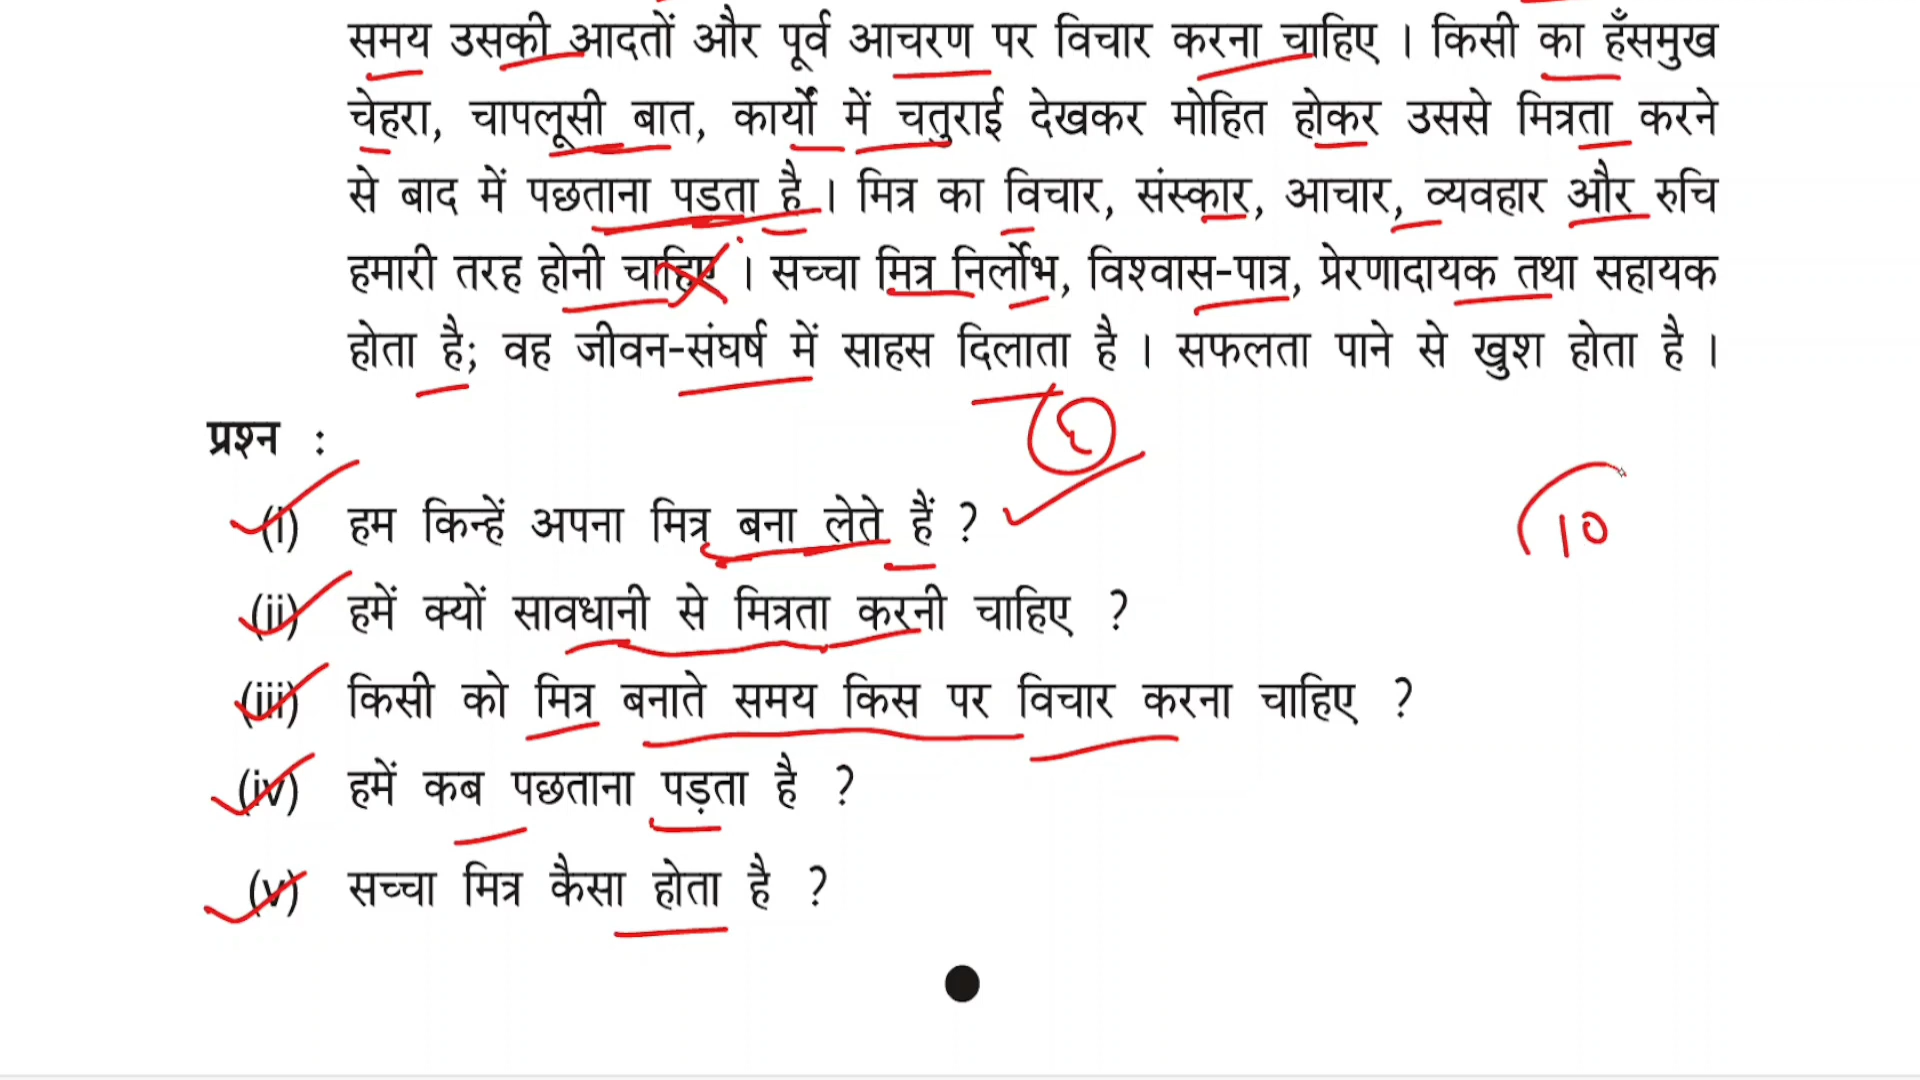 समय उसकी आदतों और पूर्व आचरण पर विचार करना चाहिए । किसी का हँसमुख
चेहरा, चापलूसी बात, कार्यों में चतुराई देखकर मोहित होकर उससे मित्रता करने
से बाद में पछताना पड़ता है । मित्र का विचार, संस्कार, आचार, व्यवहार और रुचि
हमारी तरह होनी चाहिए । सच्चा मित्र निर्लोभ, विश्वास-पात्र, प्रेरणादायक तथा सहायक
होता है; वह जीवन-संघर्ष में साहस दिलाता है । सफलता पाने से खुश होता है ।
प्रश्न :
(i) हम किन्हें अपना मित्र बना लेते हैं ?
10
(ii) हमें क्यों सावधानी से मित्रता करनी चाहिए ?
(iii) किसी को मित्र बनाते समय किस पर विचार करना चाहिए ?
(iv) हमें कब पछताना पड़ता है ?
(v) सच्चा मित्र कैसा होता है ?